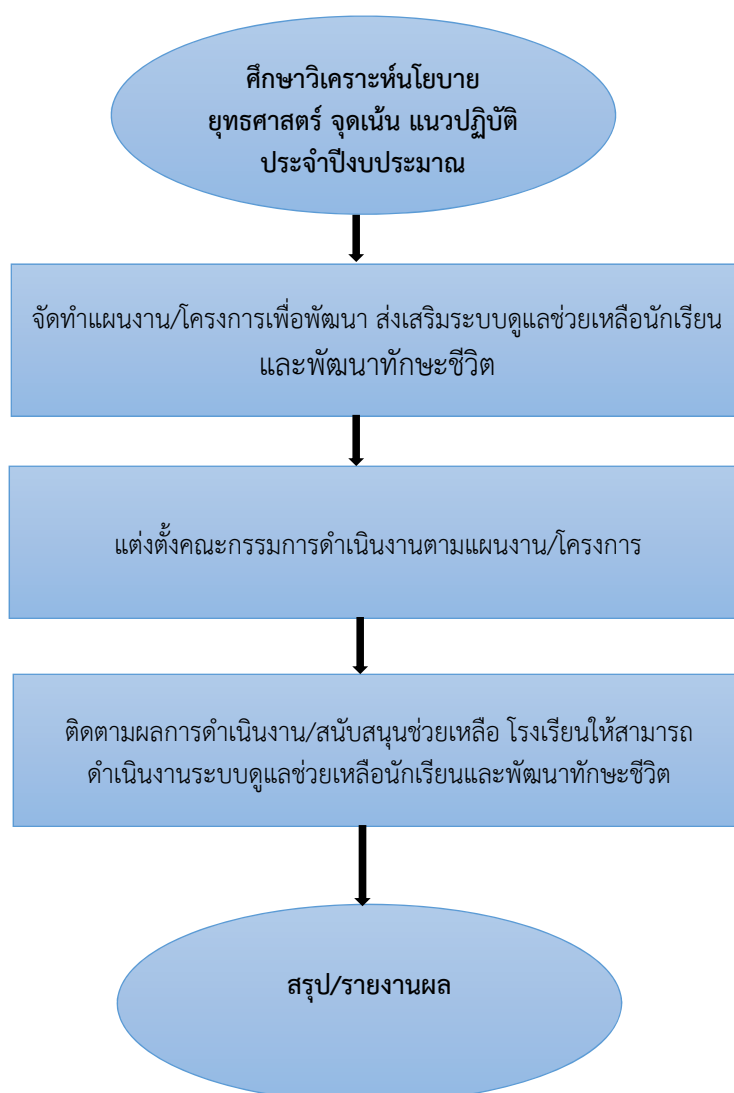 ศึกษาวิเคราะห์นโยบาย
ยุทธศาสตร์ จุดเน้น แนวปฏิบัติ
ประจำปีงบประมาณ
จัดทำแผนงาน/โครงการเพื่อพัฒนา ส่งเสริมระบบดูแลช่วยเหลือนักเรียน
และพัฒนาทักษะชีวิต
แต่งตั้งคณะกรรมการดำเนินงานตามแผนงาน/โครงการ
ติดตามผลการดำเนินงาน/สนับสนุนช่วยเหลือ โรงเรียนให้สามารถ
ดำเนินงานระบบดูแลช่วยเหลือนักเรียนและพัฒนาทักษะชีวิต
สรุป/รายงานผล